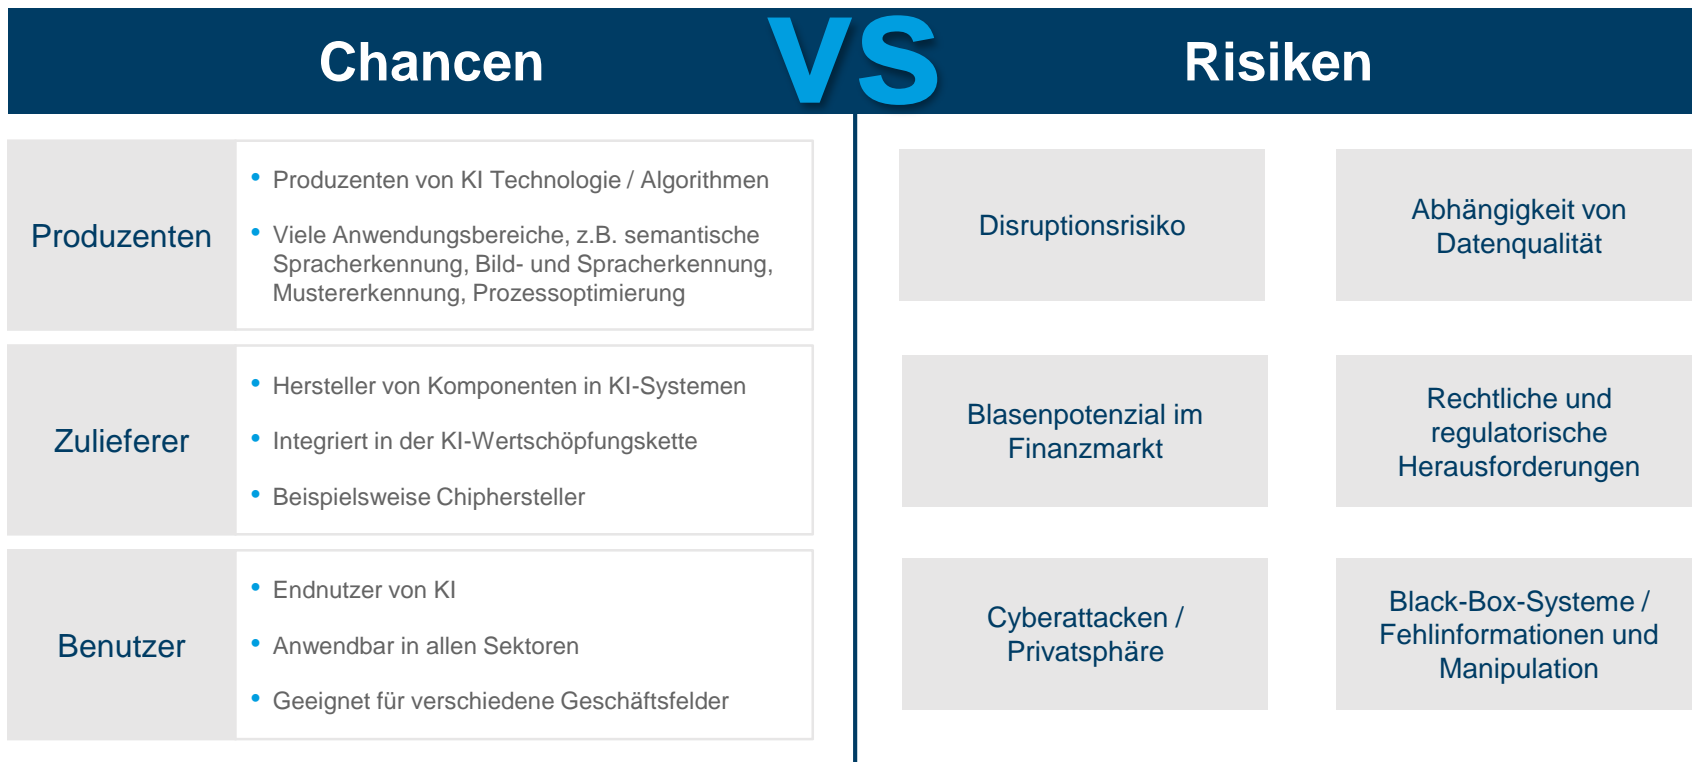 Chancen
VS
Risiken
Produzenten
• Produzenten von KI Technologie / Algorithmen
• Viele Anwendungsbereiche, z.B. semantische
Spracherkennung, Bild- und Spracherkennung,
Mustererkennung, Prozessoptimierung
Zulieferer
• Hersteller von Komponenten in KI-Systemen
• Integriert in der KI-Wertschöpfungskette
• Beispielsweise Chiphersteller
Benutzer
• Endnutzer von KI
• Anwendbar in allen Sektoren
• Geeignet für verschiedene Geschäftsfelder
Disruptionsrisiko
Abhängigkeit von
Datenqualität
Blasenpotenzial im
Finanzmarkt
Rechtliche und
regulatorische
Herausforderungen
Cyberattacken /
Privatsphäre
Black-Box-Systeme /
Fehlinformationen und
Manipulation